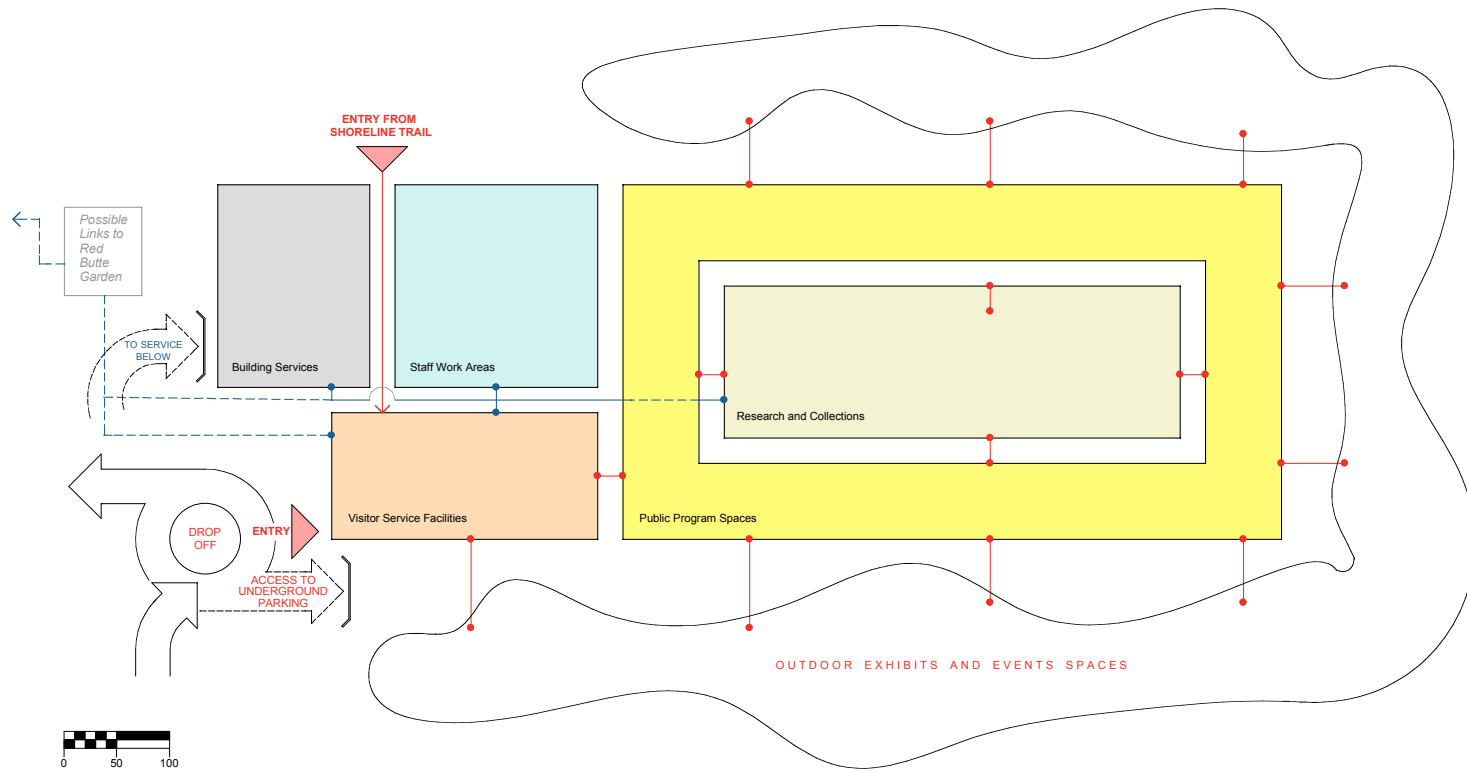 ENTRY FROM
SHORELINE TRAIL
Possible
Links to
Red
Butte
Garden
TO SERVICE
BELOW
Building Services
Staff Work Areas
Research and Collections
Visitor Service Facilities
Public Program Spaces
DROP
OFF
ENTRY
ACCESS TO
UNDERGROUND
PARKING
OUTDOOR EXHIBITS AND EVENTS SPACES
0 50 100